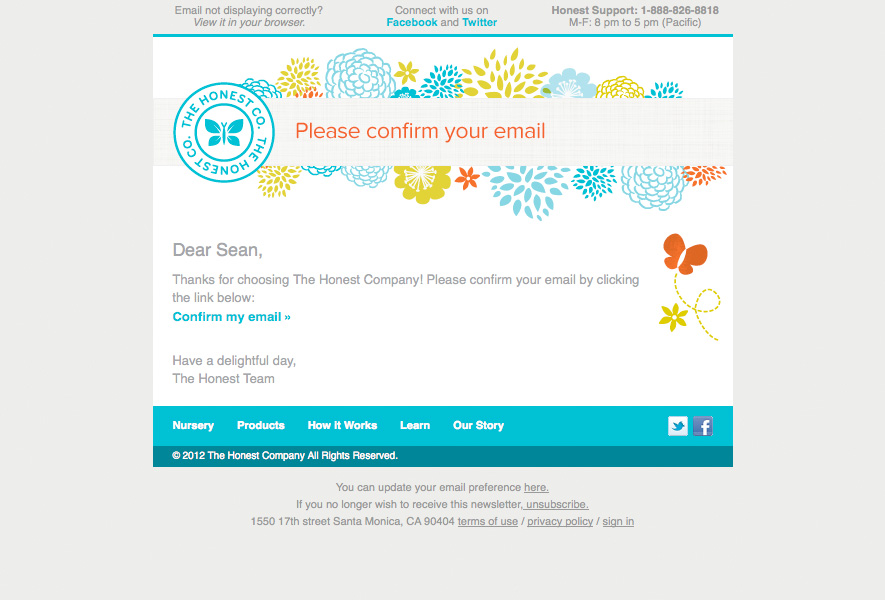 Email not displaying correctly?
View it in your browser.
Connect with us on
Facebook and Twitter
Honest Support: 1-888-826-8818
M-F: 8 pm to 5 pm (Pacific)
THE HONEST CO. THE HONEST CO.
Please confirm your email
Dear Sean,
Thanks for choosing The Honest Company! Please confirm your email by clicking
the link below:
Confirm my email »
Have a delightful day,
The Honest Team
Nursery Products How It Works Learn Our Story
f
© 2012 The Honest Company All Rights Reserved.
You can update your email preference here.
If you no longer wish to receive this newsletter, unsubscribe.
1550 17th street Santa Monica, CA 90404 terms of use / privacy policy / sign in